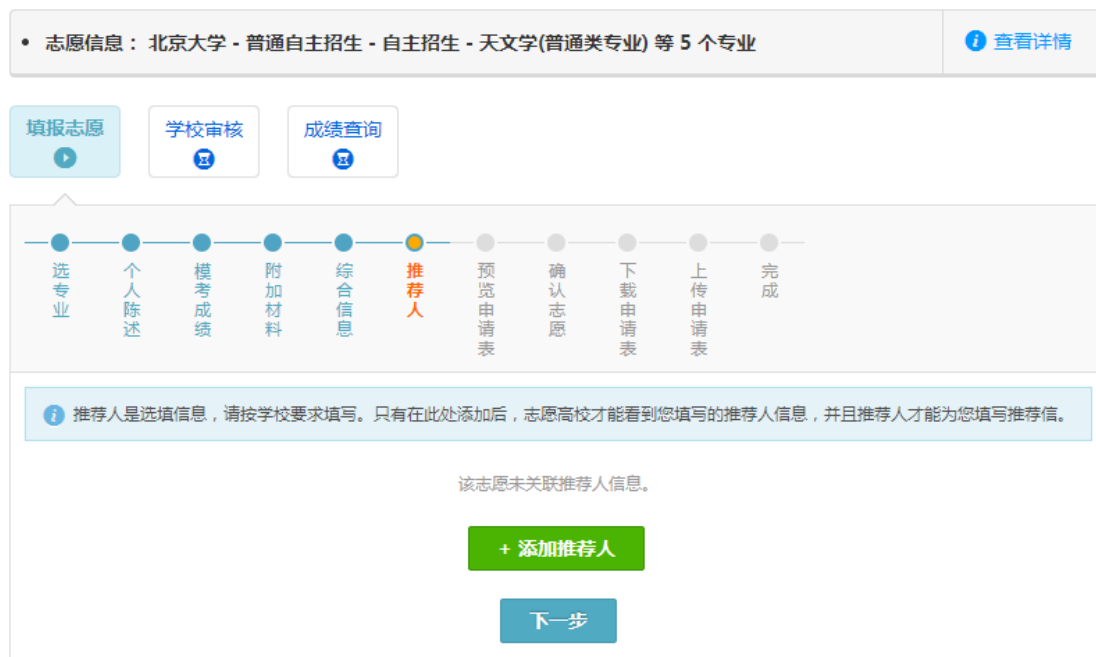 • 志愿信息： 北京大学 - 普通自主招生 - 自主招生 - 天文学(普通类专业) 等 5 个专业
查看详情
填报志愿
学校审核
成绩查询
选专业
个人陈述
模考成绩
附加材料
综合信息
推荐人
预览申请表
确认志愿
下载申请表
上传申请表
完成
推荐人是选填信息，请按学校要求填写。只有在此处添加后，志愿高校才能看到您填写的推荐人信息，并且推荐人才能为您填写推荐信。
该志愿未关联推荐人信息。
+ 添加推荐人
下一步